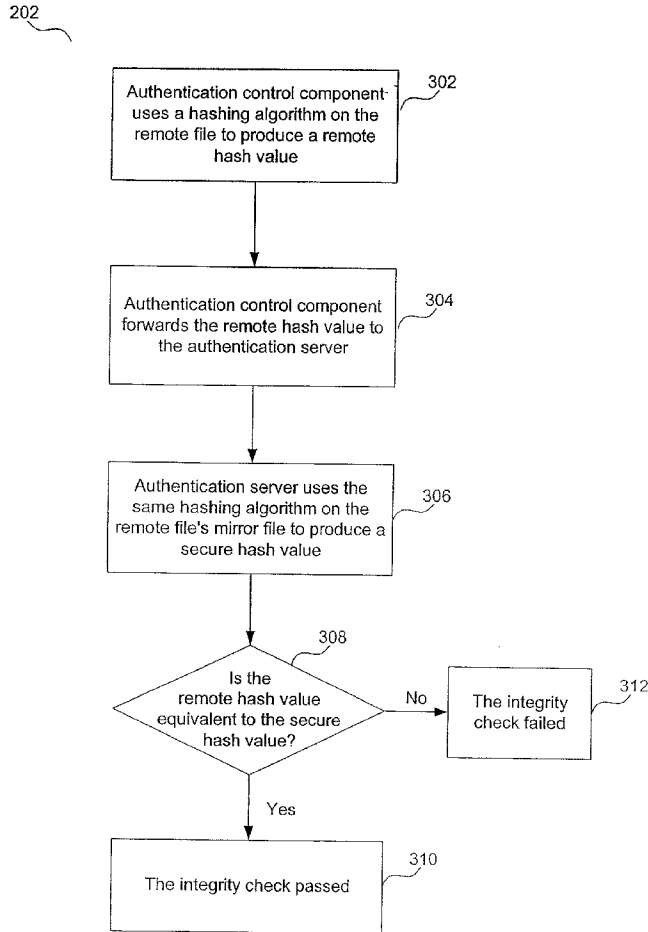 202
Authentication control component
uses a hashing algorithm on the
remote file to produce a remote
hash value
302
Authentication control component
forwards the remote hash value to
the authentication server
304
Authentication server uses the
same hashing algorithm on the
remote file's mirror file to produce a
secure hash value
306
308
Is the
remote hash value
equivalent to the secure
hash value?
No
The integrity
check failed
312
Yes
The integrity check passed
310